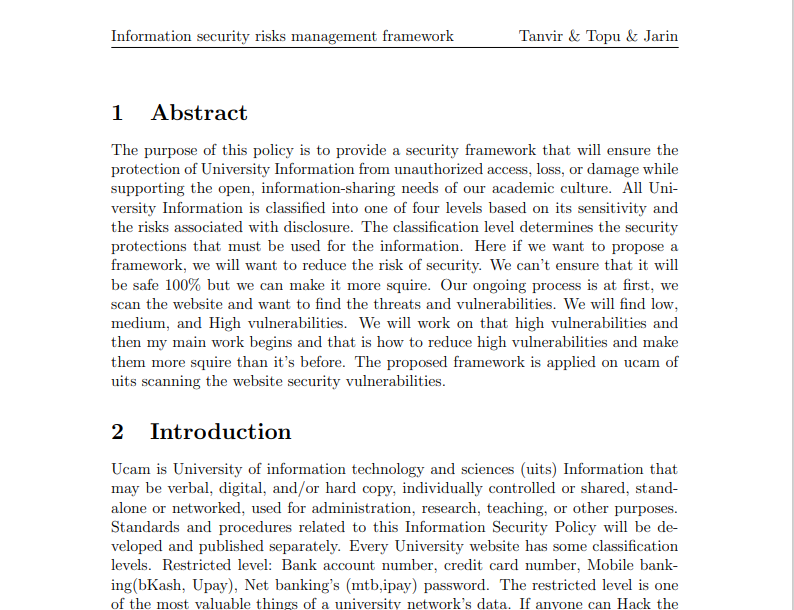 Information security risks management framework Tanvir & Topu & Jarin
1 Abstract
The purpose of this policy is to provide a security framework that will ensure the
protection of University Information from unauthorized access, loss, or damage while
supporting the open, information-sharing needs of our academic culture. All Uni-
versity Information is classified into one of four levels based on its sensitivity and
the risks associated with disclosure. The classification level determines the security
protections that must be used for the information. Here if we want to propose a
framework, we will want to reduce the risk of security. We can't ensure that it will
be safe 100% but we can make it more squire. Our ongoing process is at first, we
scan the website and want to find the threats and vulnerabilities. We will find low,
medium, and High vulnerabilities. We will work on that high vulnerabilities and
then my main work begins and that is how to reduce high vulnerabilities and make
them more squire than it's before. The proposed framework is applied on ucam of
uits scanning the website security vulnerabilities.
2 Introduction
Ucam is University of information technology and sciences (uits) Information that
may be verbal, digital, and/or hard copy, individually controlled or shared, stand-
alone or networked, used for administration, research, teaching, or other purposes.
Standards and procedures related to this Information Security Policy will be de-
veloped and published separately. Every University website has some classification
levels. Restricted level: Bank account number, credit card number, Mobile bank-
ing(bKash, Upay), Net banking's (mtb,ipay) password. The restricted level is one
of the most valuable things of a university network's data. If anyone can Hack the